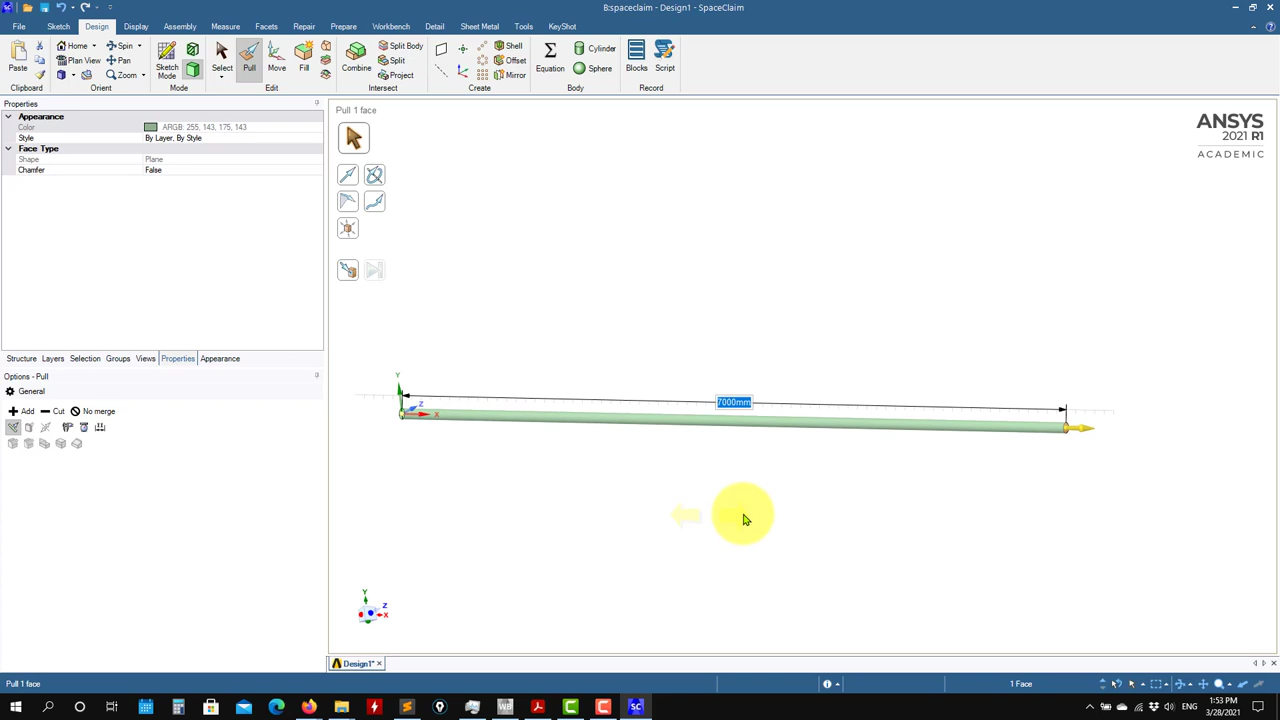 B:spaceclaim - Design1 - SpaceClaim
File Sketch Design Display Assembly Measure Facets Repair Prepare Workbench Detail Sheet Metal Tools KeyShot
Home Spin Split Body Shell Cylinder
Plan View Pan Split Offset
Zoom Project Mirror Sphere
Paste Sketch Mode Select Pull Move Fill Combine Equation Blocks Script
Clipboard Orient Mode Edit Intersect Create Body Record
Properties
Appearance
Color ARGB: 255, 143, 175, 143
Style By Layer, By Style
Face Type
Shape Plane
Chamfer False
Structure Layers Selection Groups Views Properties Appearance
Options - Pull
General
Add Cut No merge
Pull 1 face
ANSYS
2021 R1
ACADEMIC
Y
Z
X
7000mm
Y
Z
X
Design1*
Pull 1 face 1 Face
ENG 1:53 PM
3/28/2021